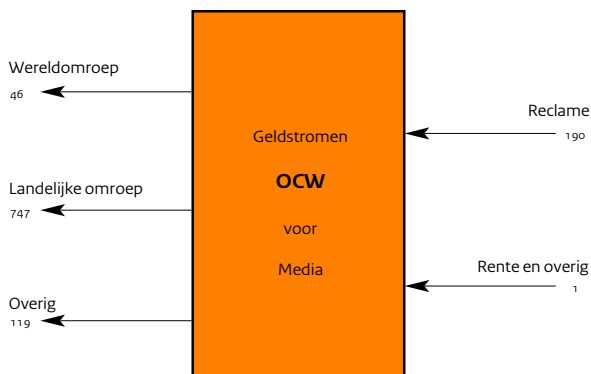 Wereldomroep
46
Landelijke omroep
747
Overig
119
Geldstromen
OCW
voor
Media
Reclame
190
Rente en overig
1